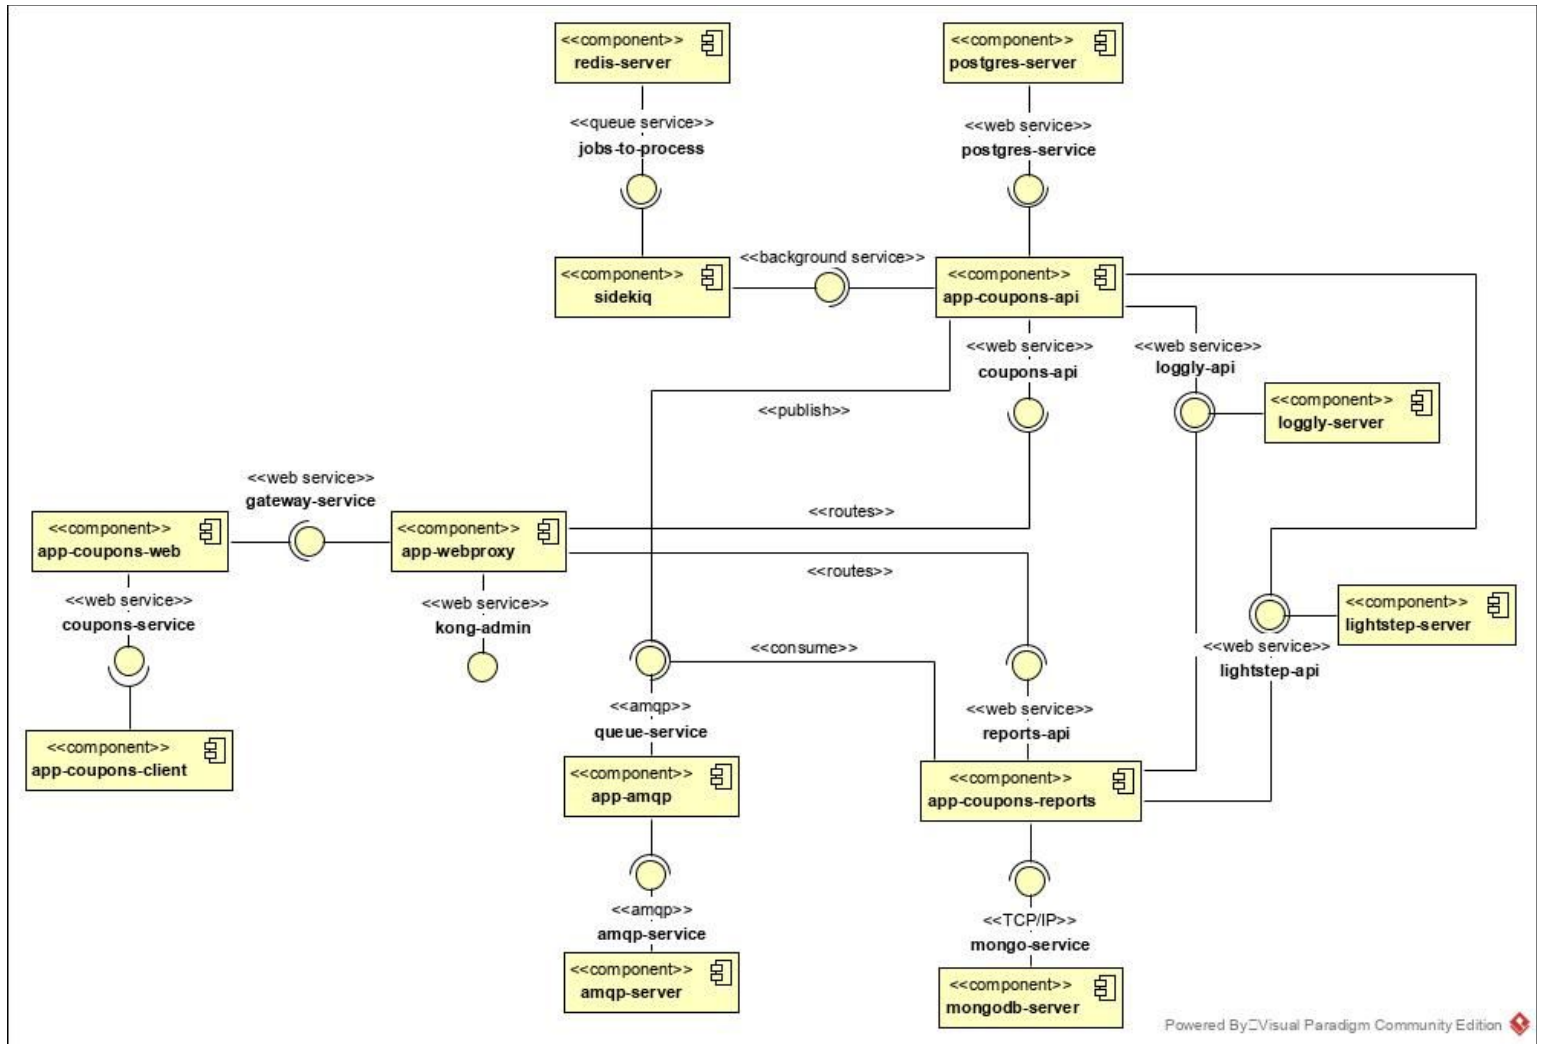 <<component>>
redis-server
<<component>>
postgres-server
<<queue service>>
jobs-to-process
<<web service>>
postgres-service
<<component>>
sidekiq
<<background service>>
<<component>>
app-coupons-api
<<web service>>
coupons-api
<<web service>>
loggly-api
<<component>>
loggly-server
<<publish>>
<<web service>>
gateway-service
<<component>>
app-coupons-web
<<component>>
app-webproxy
<<routes>>
<<routes>>
<<web service>>
coupons-service
<<web service>>
kong-admin
<<component>>
lightstep-server
<<web service>>
lightstep-api
<<consume>>
<<amqp>>
queue-service
<<web service>>
reports-api
<<component>>
app-coupons-client
<<component>>
app-amqp
<<component>>
app-coupons-reports
<<amqp>>
amqp-service
<<TCP/IP>>
mongo-service
<<component>>
amqp-server
<<component>>
mongodb-server
Powered By Visual Paradigm Community Edition